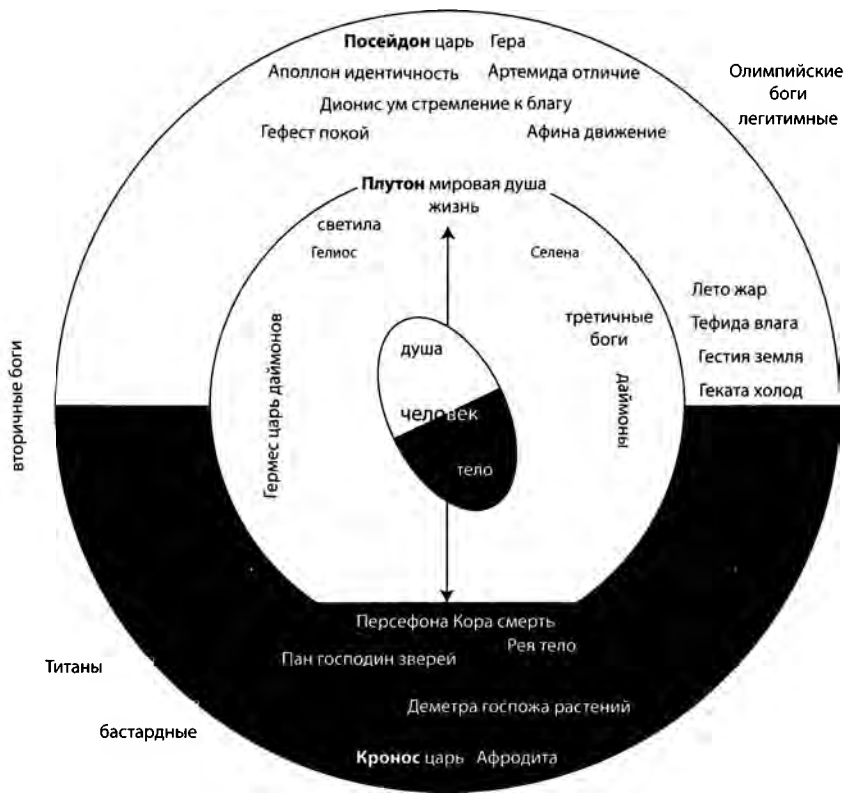 Посейдон царь Гера
Аполлон идентичность Артемида отличие
Дионис ум стремление к благу
Гефест покой Афина движение
Олимпийские
боги
легитимные
Плутон мировая душа
жизнь
светила
Гелиос Селена
Лето жар
Тефида влага
Гестия земля
Геката холод
третичные
боги
даймоны
душа
человек
тело
Гермес царь даймонов
вторичные боги
Персефона Кора смерть
Рея тело
Пан господин зверей
Титаны
Деметра госпожа растений
бастардные
Кронос царь Афродита